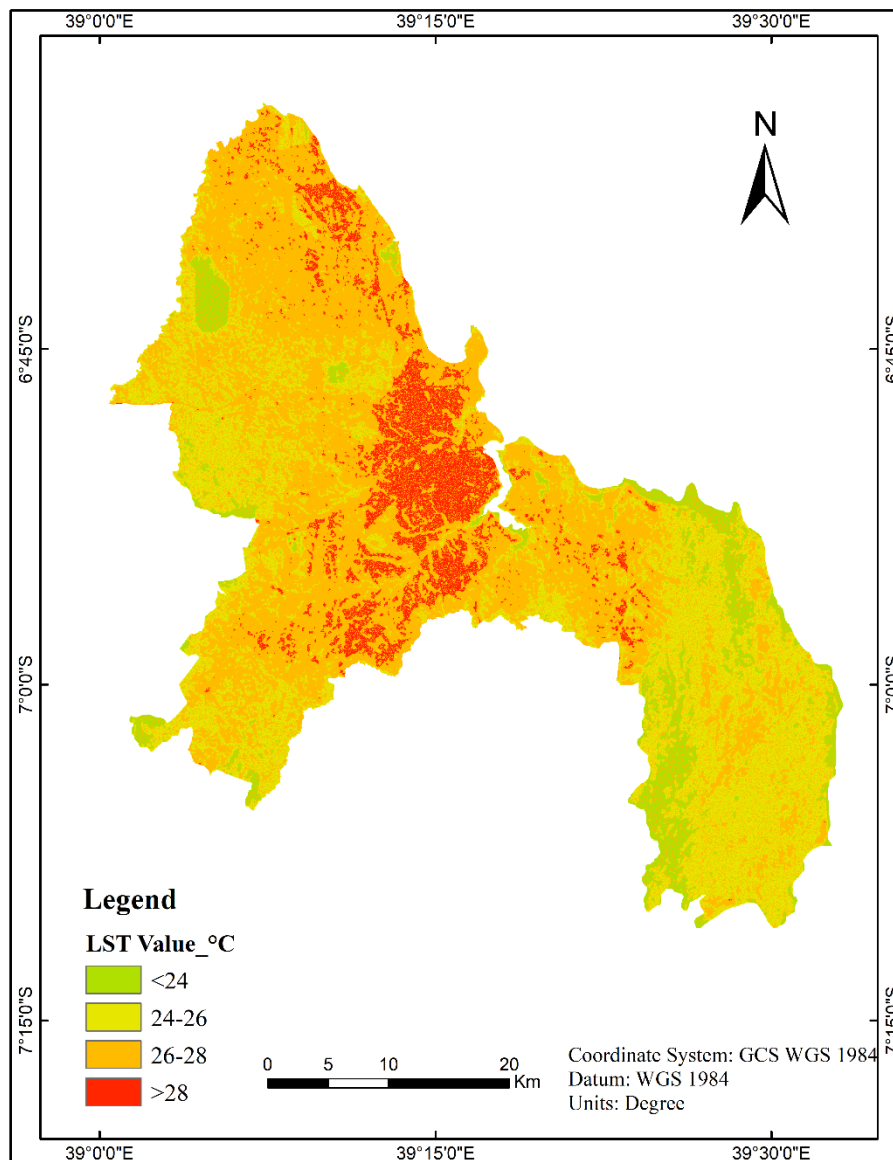 39°0'0"E 39°15'0"E 39°30'0"E
N
6°45'0"S 6°45'0"S
7°0'0"S 7°0'0"S
7°15'0"S 7°15'0"S
Legend
LST Value_°C
<24
24-26
26-28
>28
0 5 10 20
Km
Coordinate System: GCS WGS 1984
Datum: WGS 1984
Units: Degree
39°0'0"E 39°15'0"E 39°30'0"E